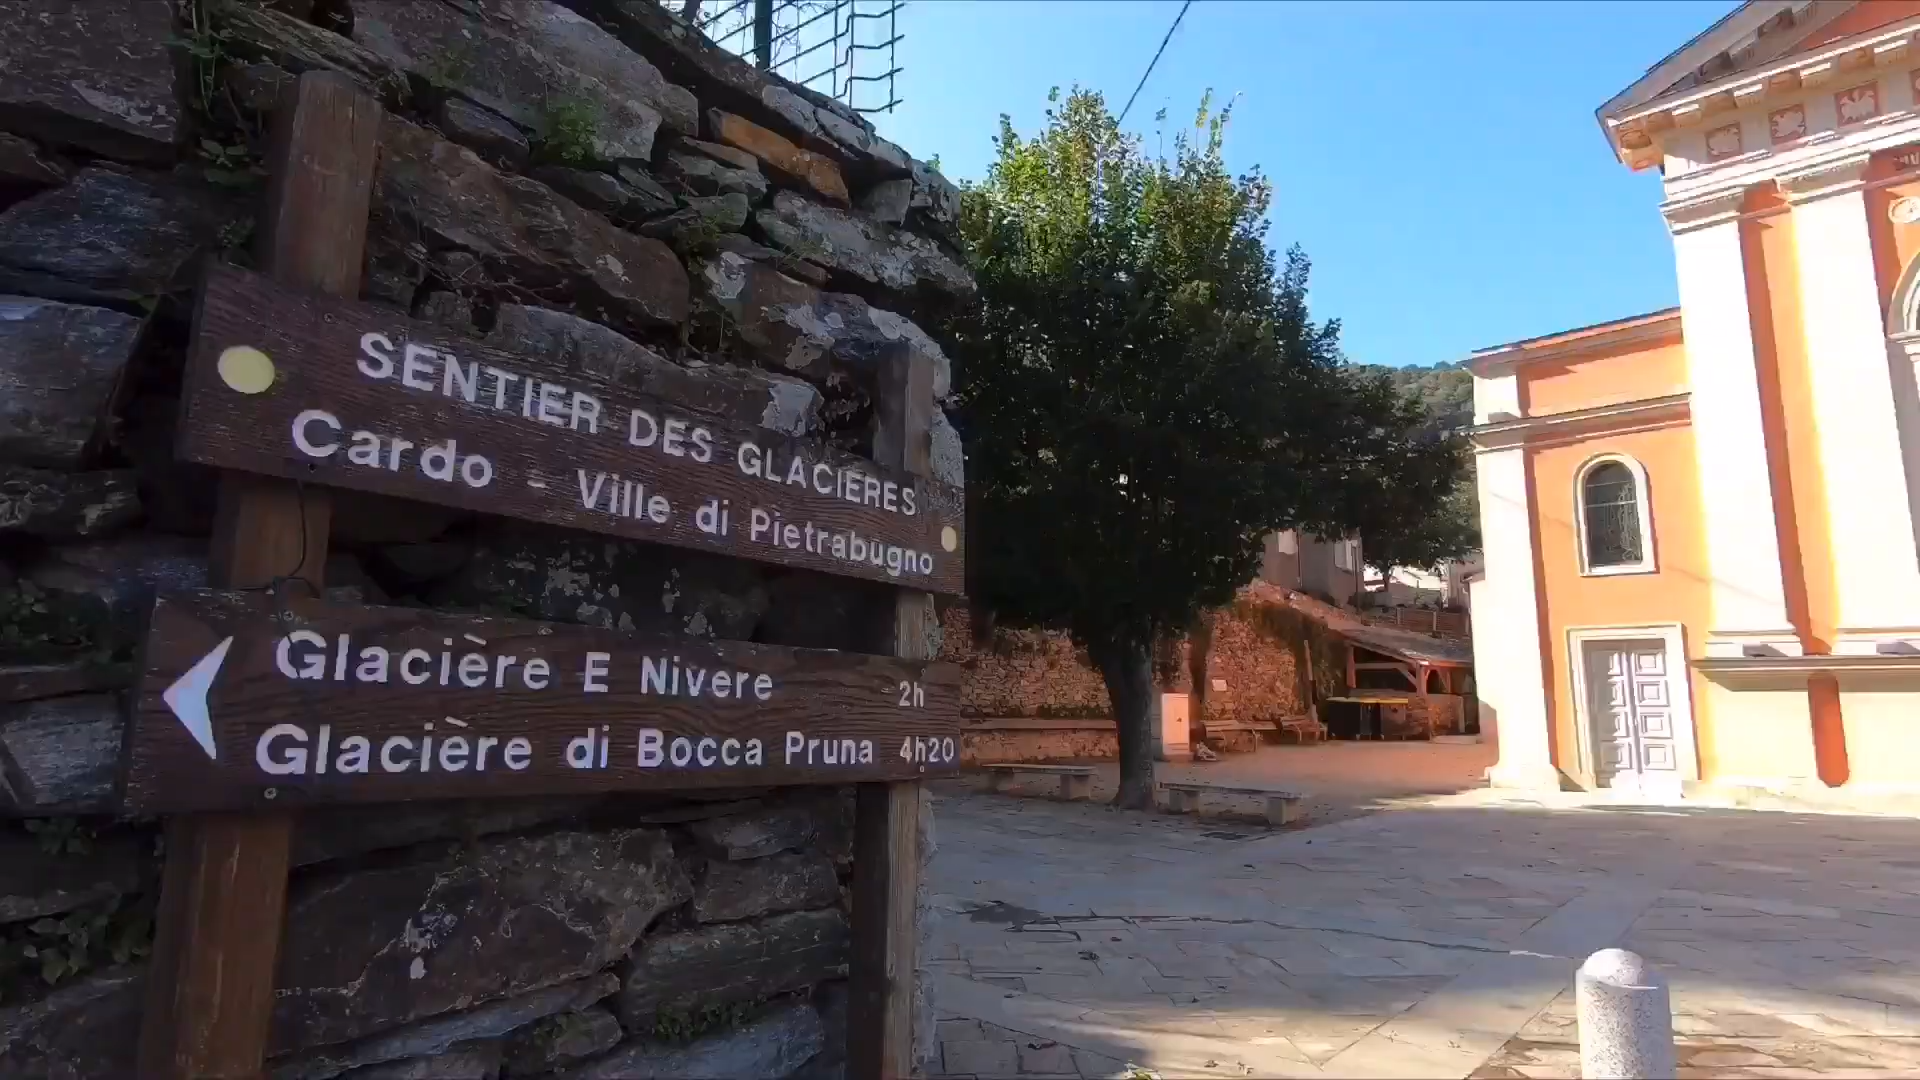 SENTIER DES GLACIERES
Cardo - Ville di Pietrabugno
Glacière E Nivere 2h
Glacière di Bocca Pruna 4h20